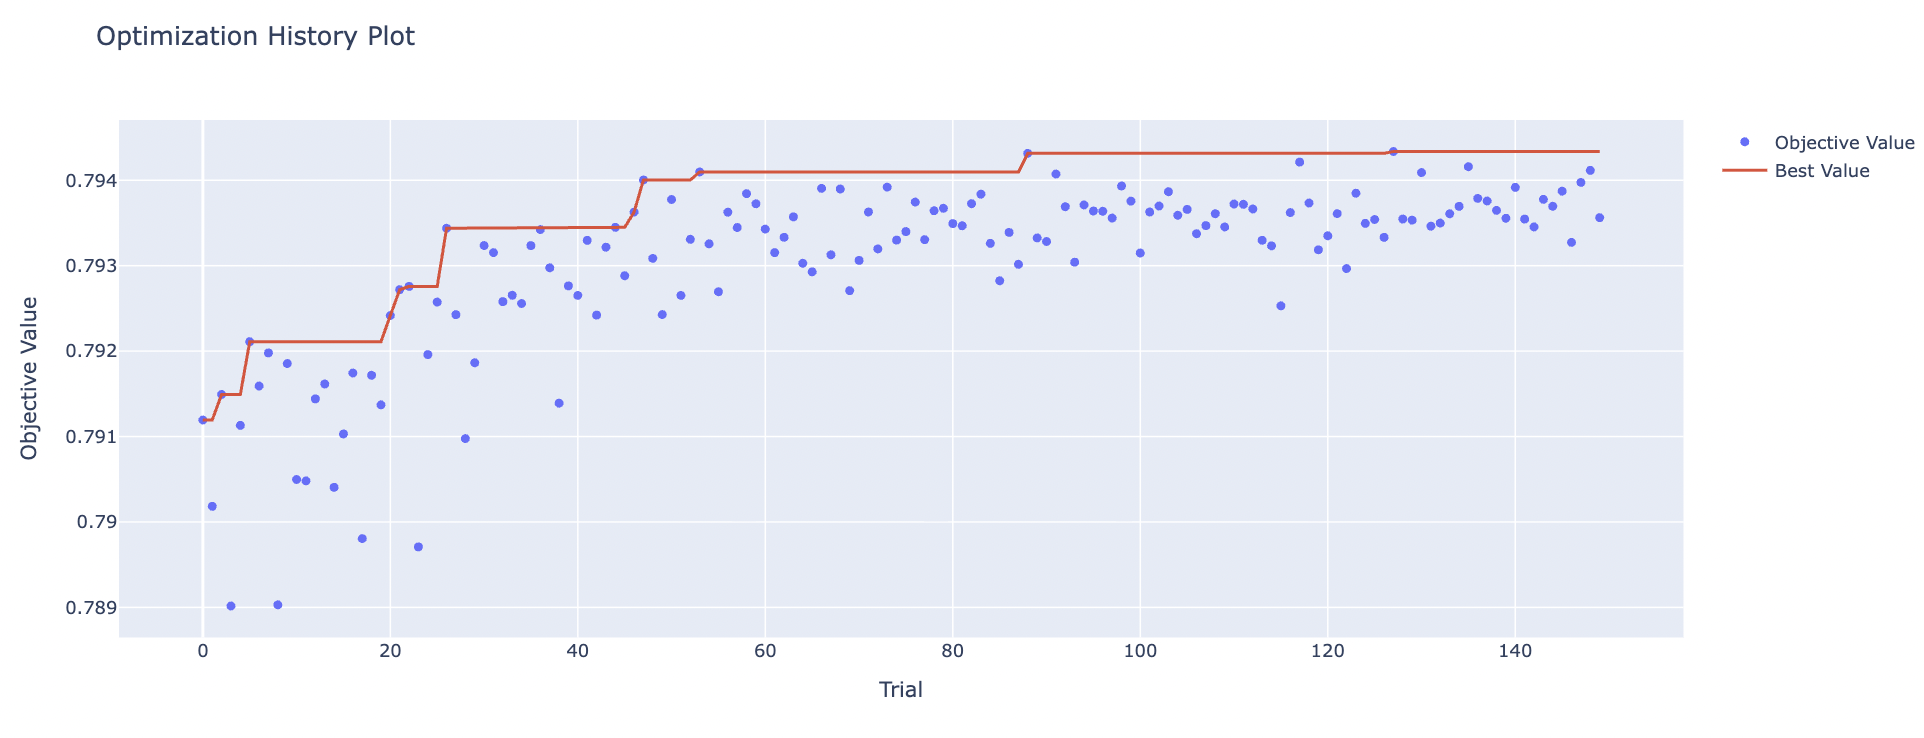 Optimization History Plot
Objective Value
Best Value
0.794
0.793
0.792
0.791
0.79
0.789
Objective Value
0 20 40 60 80 100 120 140
Trial